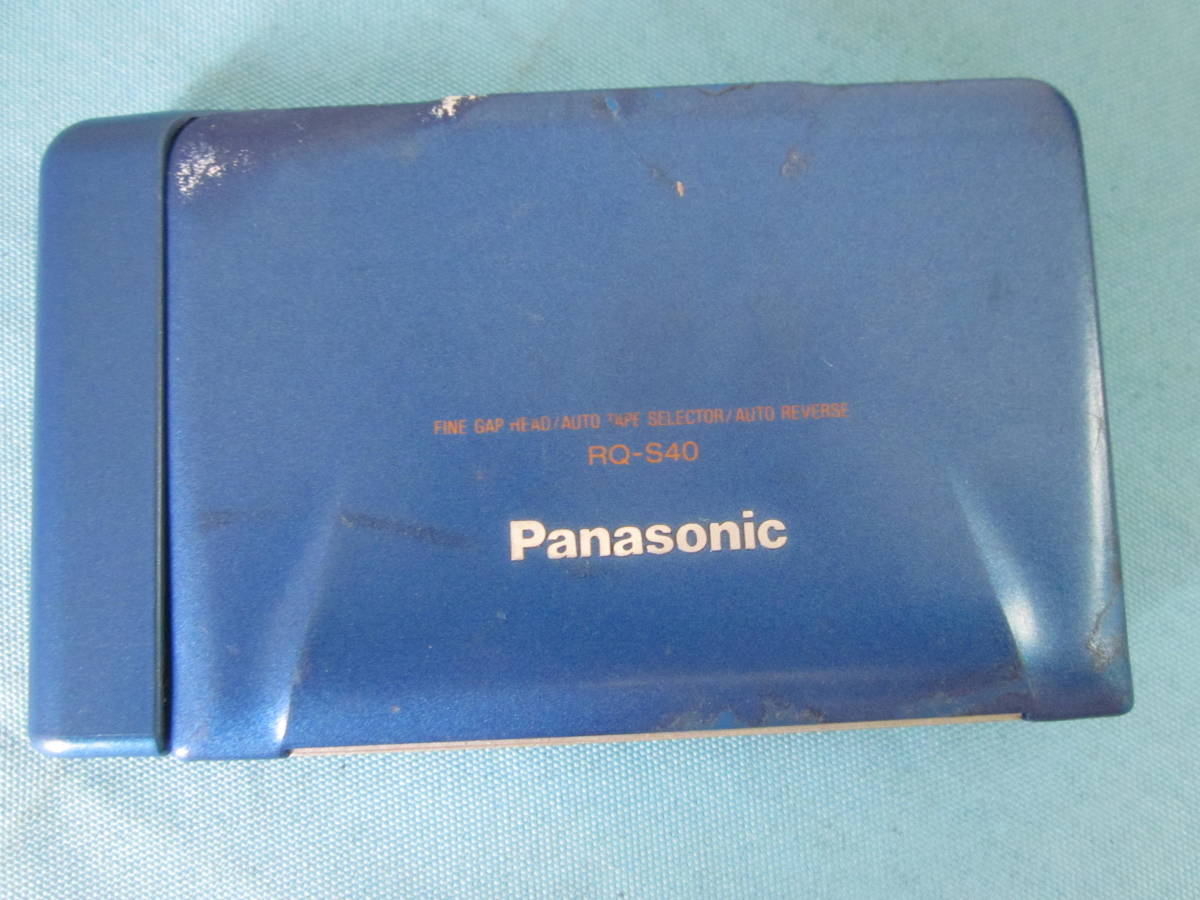 FINE GAP HEAD/AUTO TAPE SELECTOR/AUTO REVERSE
RQ-S40
Panasonic